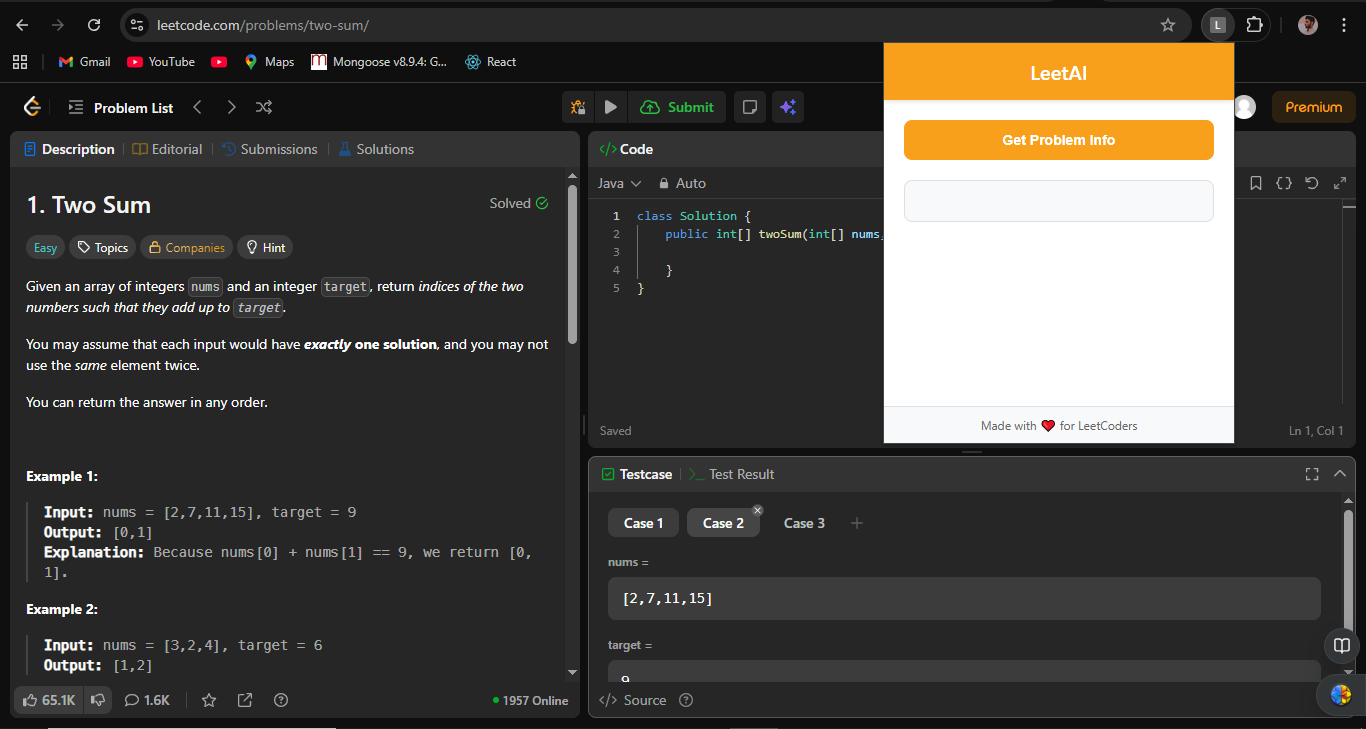 leetcode.com/problems/two-sum/
L
Gmail
YouTube
Maps
Mongoose v8.9.4: G...
React
LeetAI
Get Problem Info
Made with ❤ for LeetCoders
Problem List
Submit
Premium
Description
Editorial
Submissions
Solutions
1. Two Sum
Solved
Easy
Topics
Companies
Hint
Given an array of integers nums and an integer target, return indices of the two
numbers such that they add up to target.
You may assume that each input would have exactly one solution, and you may not
use the same element twice.
You can return the answer in any order.
Example 1:
Input: nums = [2,7,11,15], target = 9
Output: [0,1]
Explanation: Because nums[0] + nums[1] == 9, we return [0,
1].
Example 2:
Input: nums = [3,2,4], target = 6
Output: [1,2]
65.1K
1.6K
1957 Online
</> Code
Java
Auto
1 class Solution {
2 public int[] twoSum(int[] nums,
3
4 }
5 }
Saved
Ln 1, Col 1
Testcase
>_ Test Result
Case 1
Case 2
Case 3
+
nums =
[2,7,11,15]
target =
9
</> Source